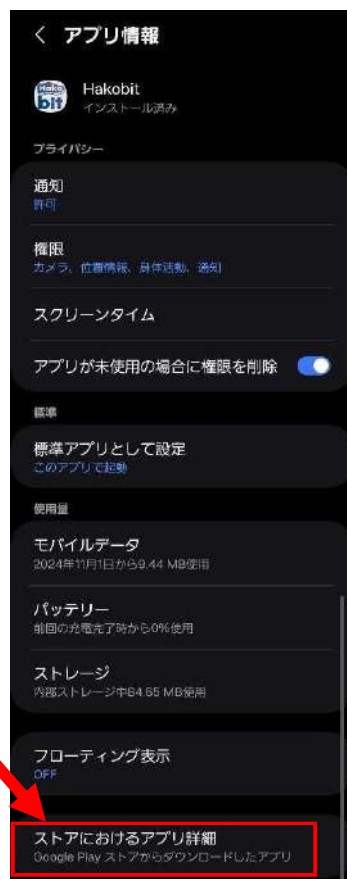 アプリ情報
Hako
bit
Hakobit
インストール済み
プライバシー
通知
許可
権限
カメラ、位置情報、身体活動、通知
スクリーンタイム
アプリが未使用の場合に権限を削除
標準
標準アプリとして設定
このアプリで起動
使用量
モバイルデータ
2024年11月1日から9.44 MB使用
バッテリー
前回の充電完了時から0%使用
ストレージ
内部ストレージ中84.65 MB使用
フローティング表示
OFF
ストアにおけるアプリ詳細
Google Play ストアからダウンロードしたアプリ